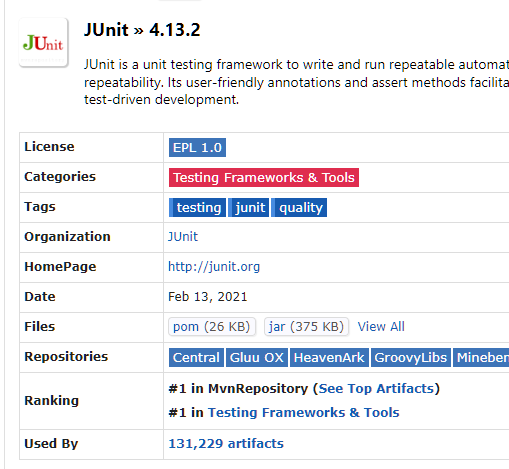 JUnit
JUnit » 4.13.2
JUnit is a unit testing framework to write and run repeatable automat
repeatability. Its user-friendly annotations and assert methods facilita
test-driven development.
License EPL 1.0
Categories Testing Frameworks & Tools
Tags testing junit quality
Organization JUnit
HomePage http://junit.org
Date Feb 13, 2021
Files pom (26 KB) jar (375 KB) View All
Repositories Central Gluu OX HeavenArk GroovyLibs Mineber
Ranking #1 in MvnRepository (See Top Artifacts)
#1 in Testing Frameworks & Tools
Used By 131,229 artifacts